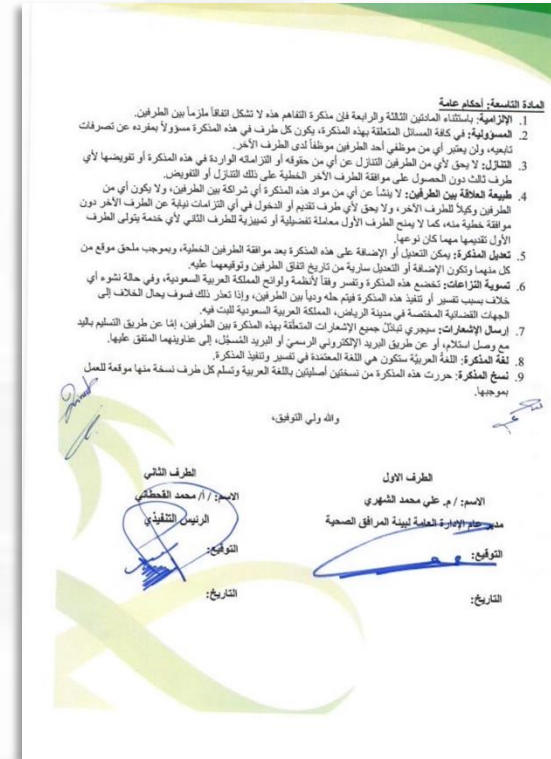 المادة التاسعة: أحكام عامة
1. الإلزامية: باستثناء المادتين الثالثة والرابعة فإن مذكرة التفاهم هذه لا تشكل اتفاقاً ملزماً بين الطرفين.
2. المسؤولية: في كافة المسائل المتعلقة بهذه المذكرة، يكون كل طرف في هذه المذكرة مسؤولاً بمفرده عن تصرفات
تابعيه، ولن يعتبر أي من موظفي أحد الطرفين موظفاً لدى الطرف الآخر.
3. التنازل: لا يحق لأي من الطرفين التنازل عن أي من حقوقه أو التزاماته الواردة في هذه المذكرة أو تفويضها لأي
طرف ثالث دون الحصول على موافقة الطرف الآخر الخطية على ذلك التنازل أو التفويض.
4. طبيعة العلاقة بين الطرفين: لا ينشأ عن أي من مواد هذه المذكرة أي شراكة بين الطرفين، ولا يكون أي من
الطرفين وكيلاً للطرف الآخر، ولا يحق لأي طرف تقديم أو الدخول في أي التزامات نيابة عن الطرف الآخر دون
موافقة خطية منه، كما لا يمنح الطرف الأول معاملة تفضيلية أو تمييزية للطرف الثاني لأي خدمة يتولى الطرف
الأول تقديمها مهما كان نوعها.
5. تعديل المذكرة: يمكن التعديل أو الإضافة على هذه المذكرة بعد موافقة الطرفين الخطية، وبموجب ملحق موقع من
كل منهما وتكون الإضافة أو التعديل سارية من تاريخ اتفاق الطرفين وتوقيعهما عليه.
6. تسوية النزاعات: تخضع هذه المذكرة وتفسر وفقاً لأنظمة ولوائح المملكة العربية السعودية، وفي حالة نشوء أي
خلاف بسبب تفسير أو تنفيذ هذه المذكرة فيتم حله ودياً بين الطرفين، وإذا تعذر ذلك فسوف يحال الخلاف إلى
الجهات القضائية المختصة في مدينة الرياض، المملكة العربية السعودية للبت فيه.
7. إرسال الإشعارات: سيجري تبادُل جميع الإشعارات المتعلّقة بهذه المذكرة بين الطرفين، إمّا عن طريق التسليم باليد
مع وصل استلام، أو عن طريق البريد الإلكتروني الرسميّ أو البريد المُسجَّل، إلى عناوينهما المتفق عليها.
8. لغة المذكرة: اللغةُ العربيّة ستكون هي اللغة المعتمدة في تفسير وتنفيذ المذكرة.
9. نسخ المذكرة: حررت هذه المذكرة من نسختين أصليتين باللغة العربية وتسلم كل طرف نسخة منها موقعة للعمل
بموجبها.
والله ولي التوفيق،
الطرف الأول
الاسم: / م. علي محمد الشهري
مدير عام الإدارة العامة لبيئة المرافق الصحية
التوقيع:
التاريخ:
الطرف الثاني
الاسم: / أ/ محمد القحطاني
الرئيس التنفيذي
التوقيع:
التاريخ: